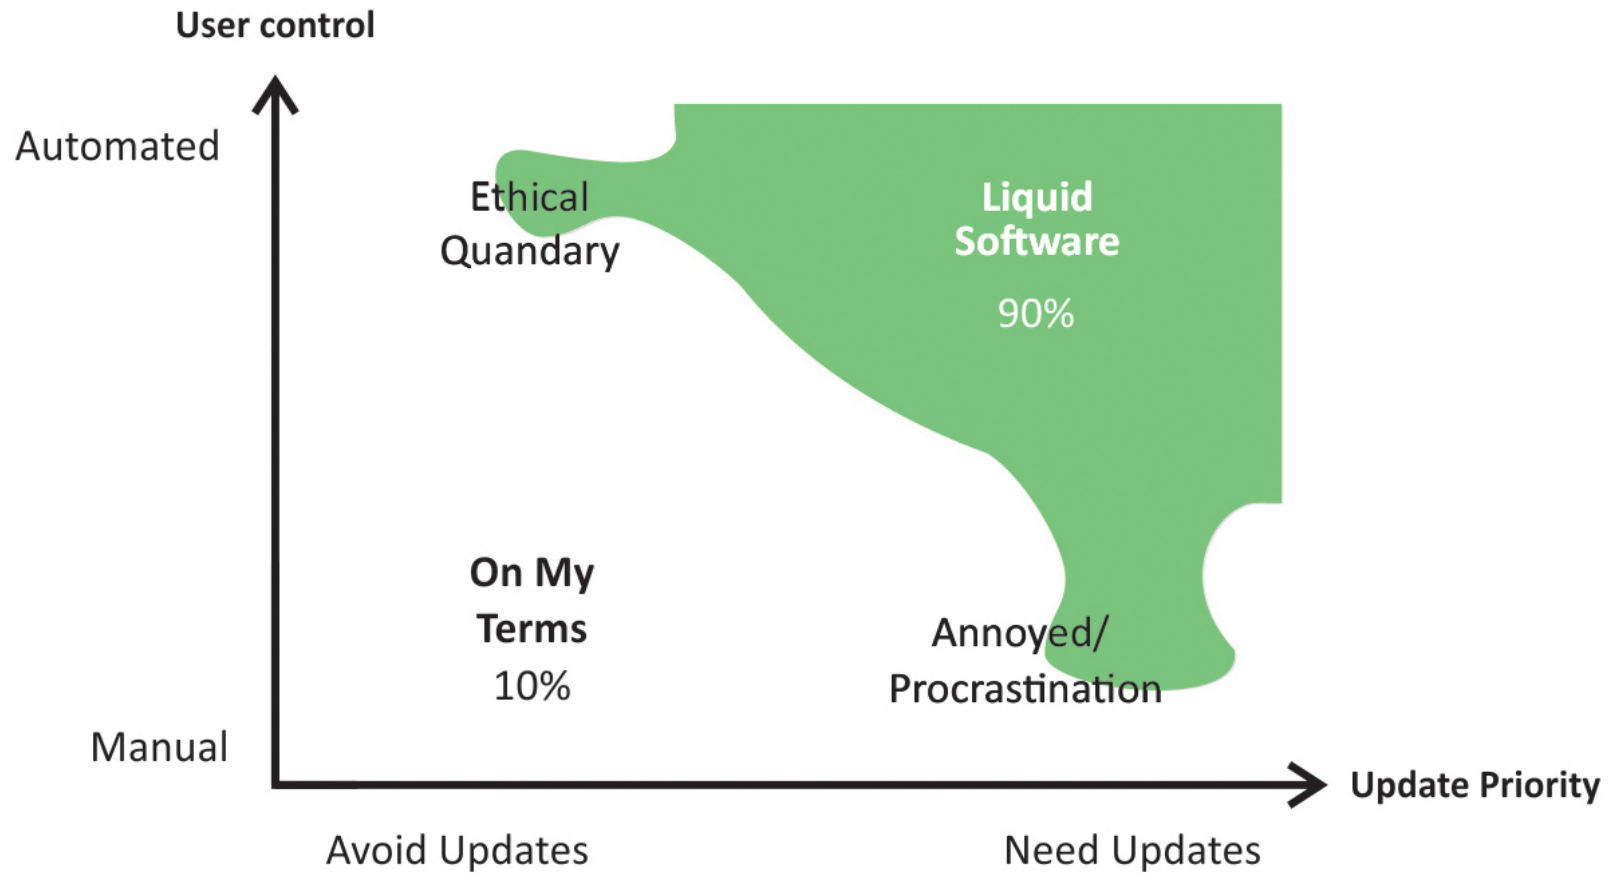 User control
Automated
Ethical
Quandary
Liquid
Software
90%
On My
Terms
10%
Annoyed/
Procrastination
Manual
Update Priority
Avoid Updates
Need Updates